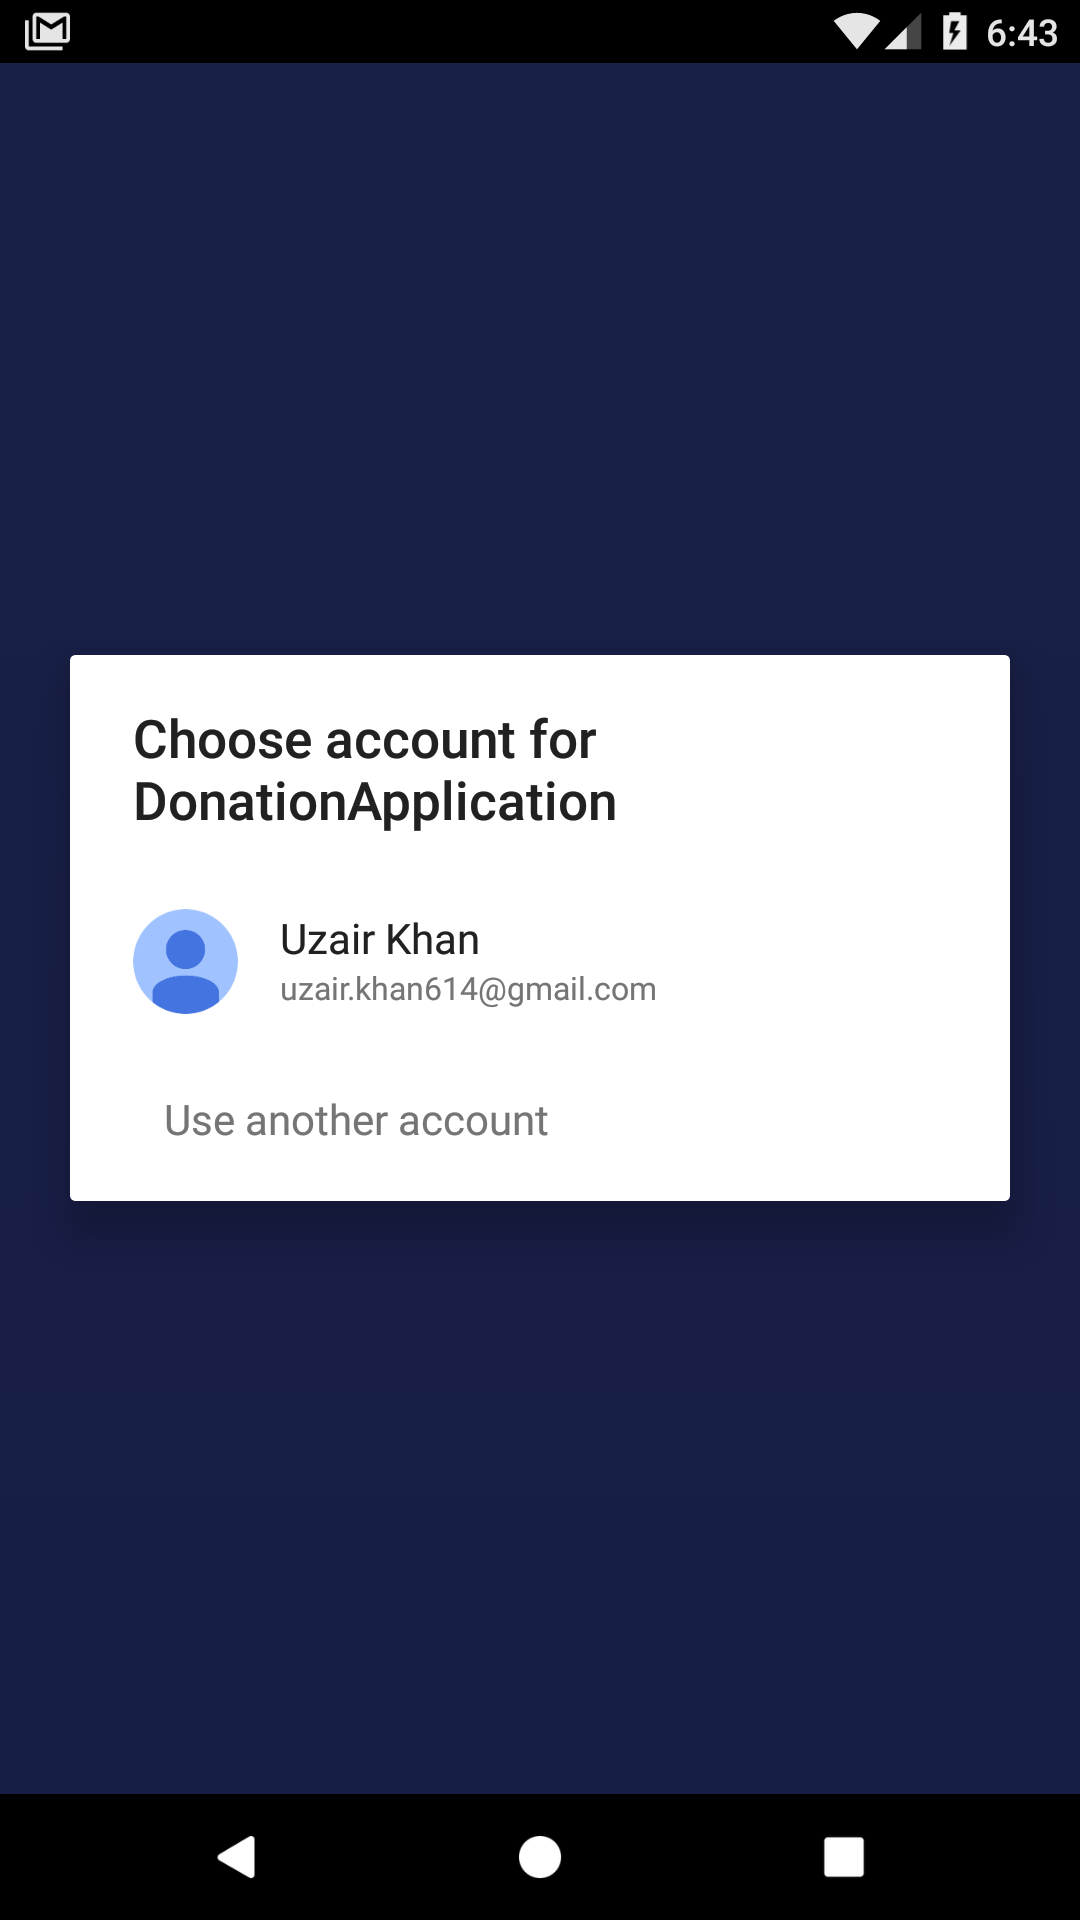 6:43
Choose account for
DonationApplication
Uzair Khan
uzair.khan614@gmail.com
Use another account